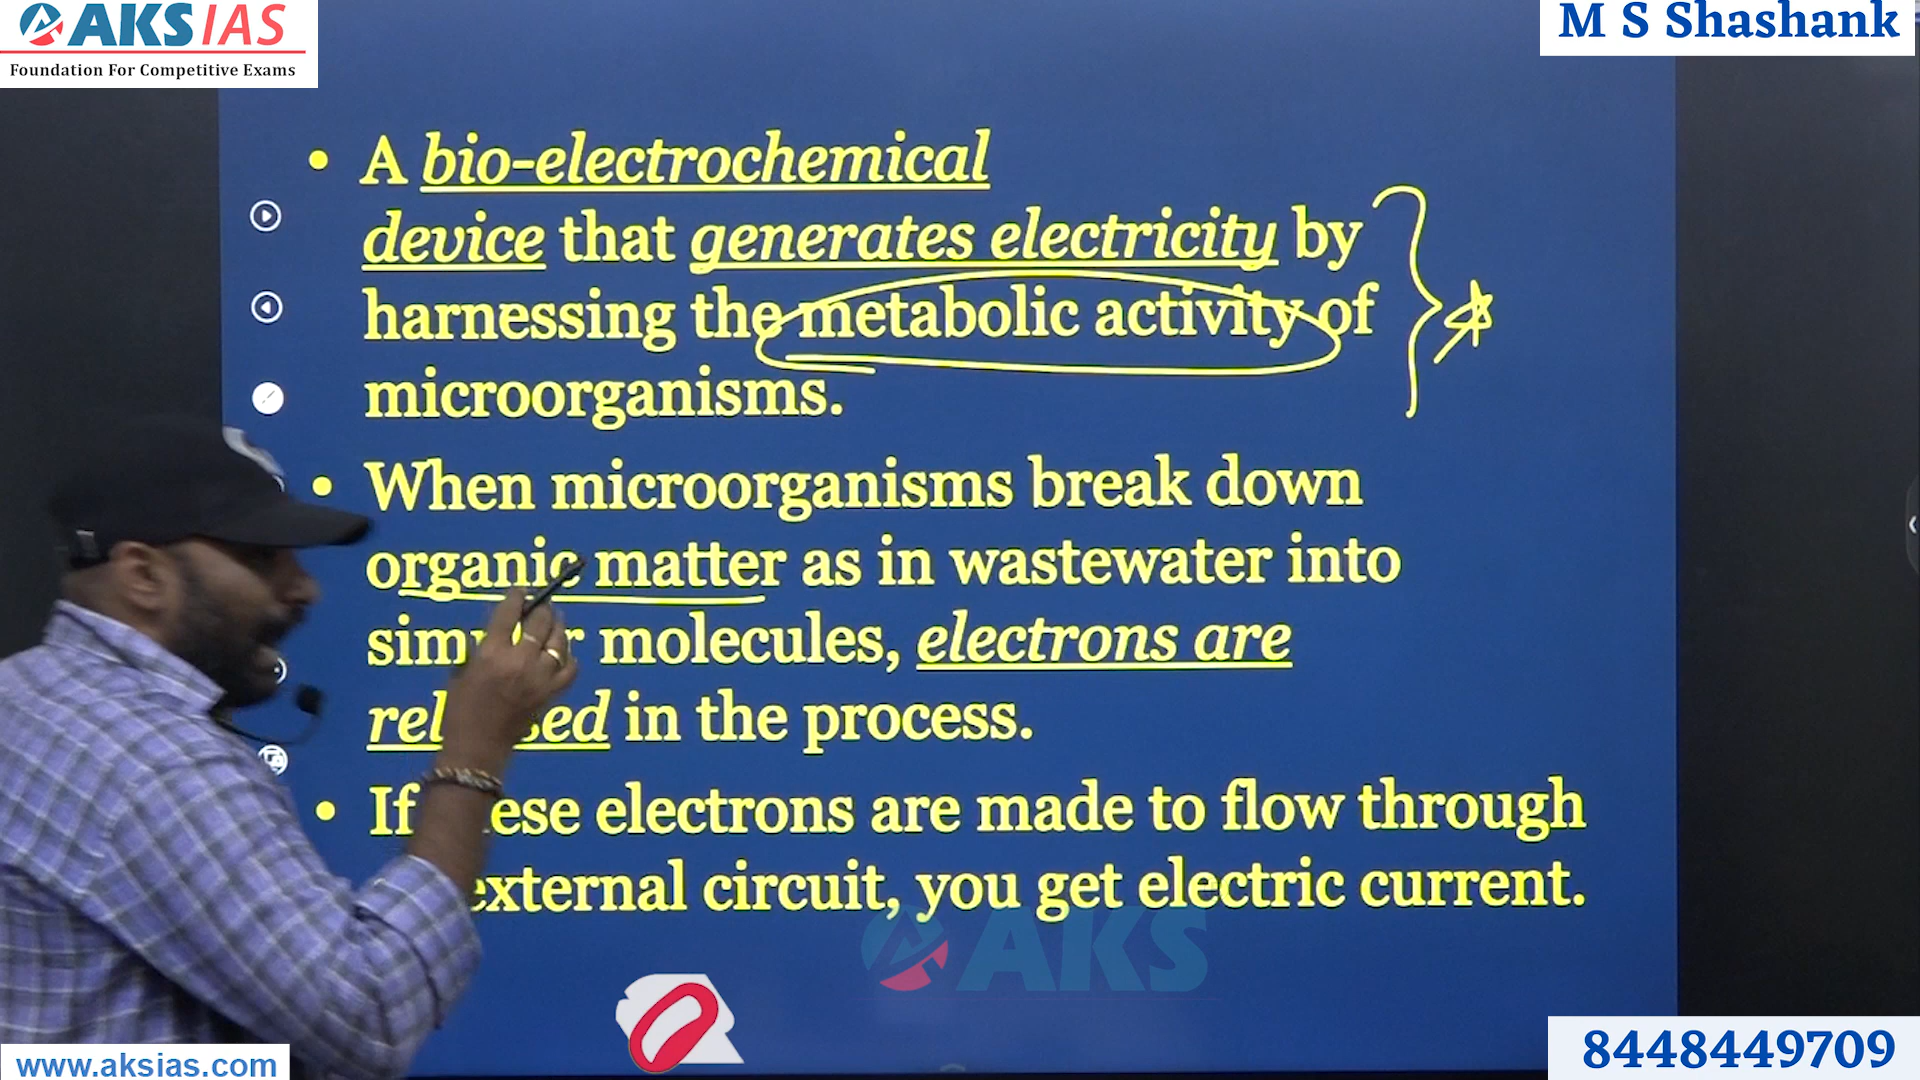 AKS IAS
Foundation For Competitive Exams
M S Shashank
• A bio-electrochemical
device that generates electricity by
harnessing the metabolic activity of
microorganisms.
• When microorganisms break down
organic matter as in wastewater into
molecules, electrons are
in the process.
• If electrons are made to flow through
external circuit, you get electric current.
AKS
www.aksias.com
8448449709